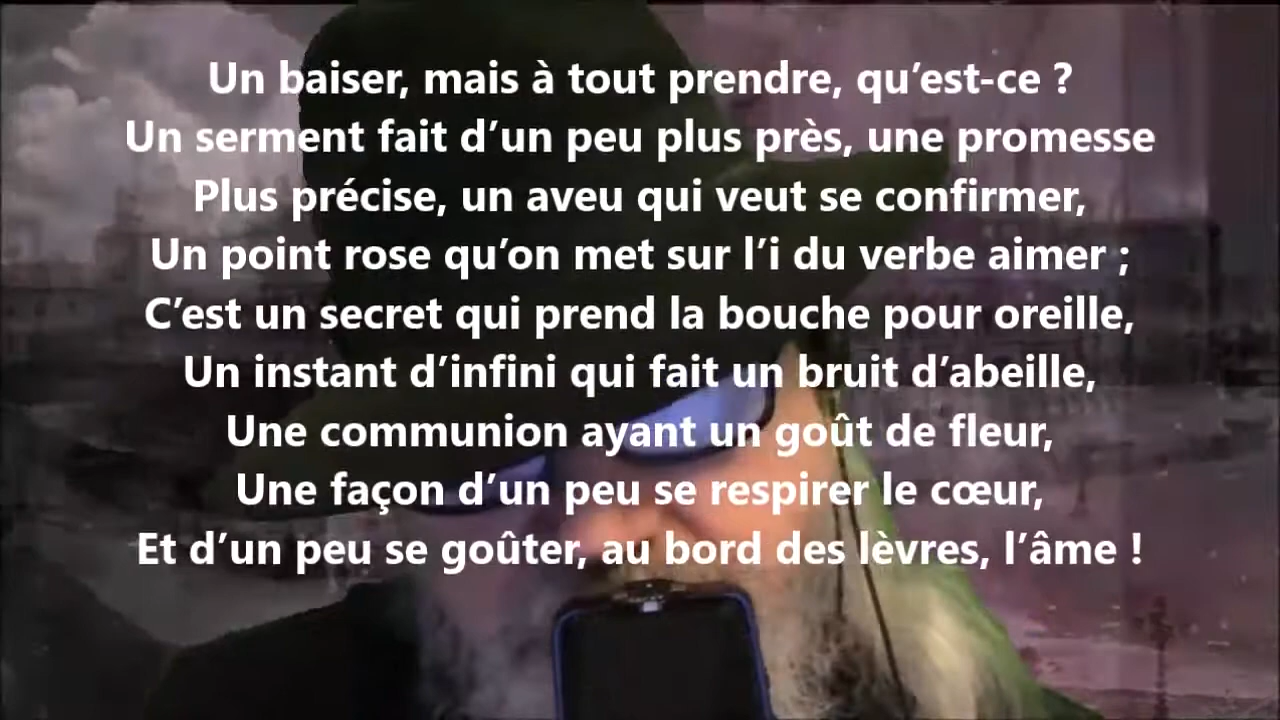 Un baiser, mais à tout prendre, qu’est-ce ?
Un serment fait d’un peu plus près, une promesse
Plus précise, un aveu qui veut se confirmer,
Un point rose qu’on met sur l’i du verbe aimer ;
C’est un secret qui prend la bouche pour oreille,
Un instant d’infini qui fait un bruit d’abeille,
Une communion ayant un goût de fleur,
Une façon d’un peu se respirer le cœur,
Et d’un peu se goûter, au bord des lèvres, l’âme !